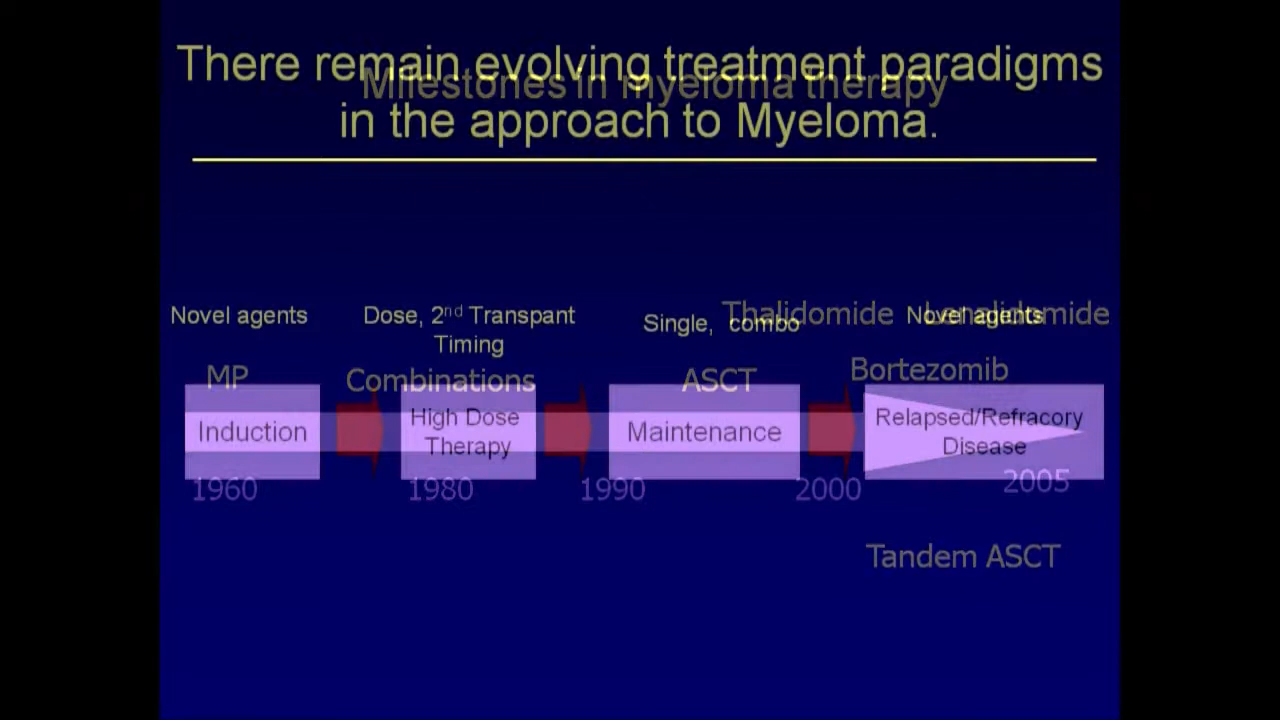 There remain evolving treatment paradigms
Milestones in myeloma therapy
in the approach to Myeloma.
Novel agents
Dose, 2nd Transpant
Timing
Single, combo
Thalidomide
Lenalidomide
Novel agents
MP
Combinations
ASCT
Bortezomib
Induction
High Dose
Therapy
Maintenance
Relapsed/Refracory
Disease
1960
1980
1990
2000
2005
Tandem ASCT